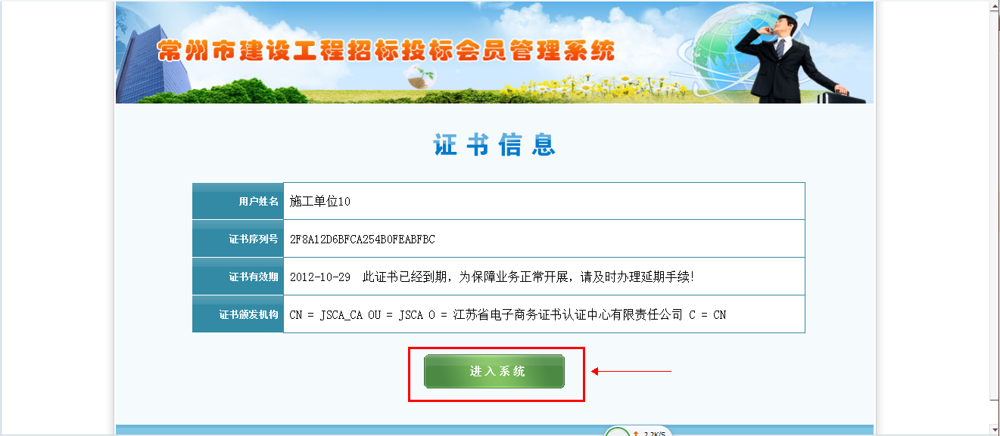 常州市建设工程招标投标会员管理系统
证书信息
用户姓名 施工单位10
证书序列号 2F8A12D6BFCA254B0FEABFBC
证书有效期 2012-10-29 此证书已经到期，为保障业务正常开展，请及时办理延期手续！
证书颁发机构 CN = JSCA_CA OU = JSCA O = 江苏省电子商务证书认证中心有限责任公司 C = CN
进入系统
2.2K/S